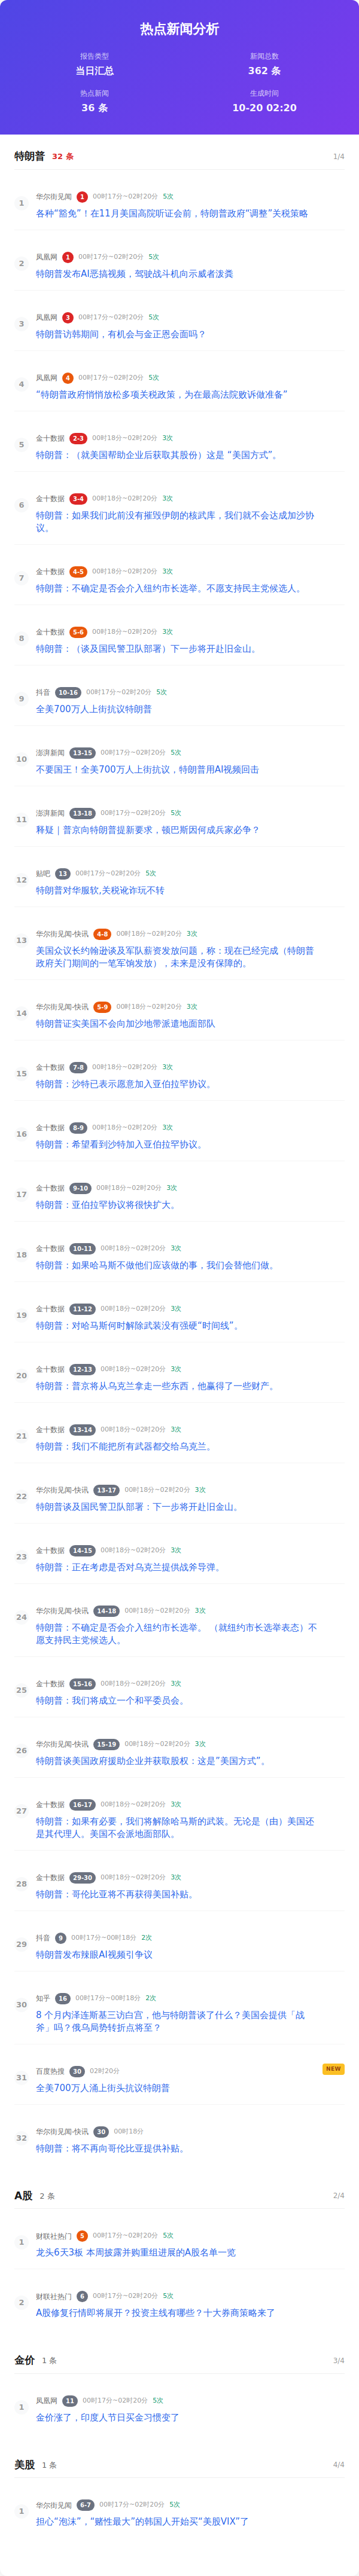 热点新闻分析
报告类型
当日汇总
新闻总数
362 条
热点新闻
36 条
生成时间
10-20 02:20
特朗普 32 条 1/4
1 华尔街见闻 1 00时17分~02时20分 5次
各种“豁免”！在11月美国高院听证会前，特朗普政府“调整”关税策略
2 凤凰网 1 00时17分~02时20分 5次
特朗普发布AI恶搞视频，驾驶战斗机向示威者泼粪
3 凤凰网 3 00时17分~02时20分 5次
特朗普访韩期间，有机会与金正恩会面吗？
4 凤凰网 4 00时17分~02时20分 5次
“特朗普政府悄悄放松多项关税政策，为在最高法院败诉做准备”
5 金十数据 2-3 00时18分~02时20分 3次
特朗普：（就美国帮助企业后获取其股份）这是 “美国方式”。
6 金十数据 3-4 00时18分~02时20分 3次
特朗普：如果我们此前没有摧毁伊朗的核武库，我们就不会达成加沙协
议。
7 金十数据 4-5 00时18分~02时20分 3次
特朗普：不确定是否会介入纽约市长选举。不愿支持民主党候选人。
8 金十数据 5-6 00时18分~02时20分 3次
特朗普：（谈及国民警卫队部署）下一步将开赴旧金山。
9 抖音 10-16 00时17分~02时20分 5次
全美700万人上街抗议特朗普
10 澎湃新闻 13-15 00时17分~02时20分 5次
不要国王！全美700万人上街抗议，特朗普用AI视频回击
11 澎湃新闻 13-18 00时17分~02时20分 5次
释疑｜普京向特朗普提新要求，顿巴斯因何成兵家必争？
12 贴吧 13 00时17分~02时20分 5次
特朗普对华服软,关税讹诈玩不转
13 华尔街见闻-快讯 4-8 00时18分~02时20分 3次
美国众议长约翰逊谈及军队薪资发放问题，称：现在已经完成（特朗普
政府关门期间的一笔军饷发放），未来是没有保障的。
14 华尔街见闻-快讯 5-9 00时18分~02时20分 3次
特朗普证实美国不会向加沙地带派遣地面部队
15 金十数据 7-8 00时18分~02时20分 3次
特朗普：沙特已表示愿意加入亚伯拉罕协议。
16 金十数据 8-9 00时18分~02时20分 3次
特朗普：希望看到沙特加入亚伯拉罕协议。
17 金十数据 9-10 00时18分~02时20分 3次
特朗普：亚伯拉罕协议将很快扩大。
18 金十数据 10-11 00时18分~02时20分 3次
特朗普：如果哈马斯不做他们应该做的事，我们会替他们做。
19 金十数据 11-12 00时18分~02时20分 3次
特朗普：对哈马斯何时解除武装没有强硬“时间线”。
20 金十数据 12-13 00时18分~02时20分 3次
特朗普：普京将从乌克兰拿走一些东西，他赢得了一些财产。
21 金十数据 13-14 00时18分~02时20分 3次
特朗普：我们不能把所有武器都交给乌克兰。
22 华尔街见闻-快讯 13-17 00时18分~02时20分 3次
特朗普谈及国民警卫队部署：下一步将开赴旧金山。
23 金十数据 14-15 00时18分~02时20分 3次
特朗普：正在考虑是否对乌克兰提供战斧导弹。
24 华尔街见闻-快讯 14-18 00时18分~02时20分 3次
特朗普：不确定是否会介入纽约市长选举。 （就纽约市长选举表态）不
愿支持民主党候选人。
25 金十数据 15-16 00时18分~02时20分 3次
特朗普：我们将成立一个和平委员会。
26 华尔街见闻-快讯 15-19 00时18分~02时20分 3次
特朗普谈美国政府援助企业并获取股权：这是“美国方式”。
27 金十数据 16-17 00时18分~02时20分 3次
特朗普：如果有必要，我们将解除哈马斯的武装。无论是（由）美国还
是其代理人。美国不会派地面部队。
28 金十数据 29-30 00时18分~02时20分 3次
特朗普：哥伦比亚将不再获得美国补贴。
29 抖音 9 00时17分~00时18分 2次
特朗普发布辣眼AI视频引争议
30 知乎 16 00时17分~00时18分 2次
8 个月内泽连斯基三访白宫，他与特朗普谈了什么？美国会提供「战
斧」吗？俄乌局势转折点将至？
31 百度热搜 30 02时20分 NEW
全美700万人涌上街头抗议特朗普
32 华尔街见闻-快讯 30 00时18分
特朗普：将不再向哥伦比亚提供补贴。
A股 2 条 2/4
1 财联社热门 5 00时17分~02时20分 5次
龙头6天3板 本周披露并购重组进展的A股名单一览
2 财联社热门 6 00时17分~02时20分 5次
A股修复行情即将展开？投资主线有哪些？十大券商策略来了
金价 1 条 3/4
1 凤凰网 11 00时17分~02时20分 5次
金价涨了，印度人节日买金习惯变了
美股 1 条 4/4
1 华尔街见闻 6-7 00时17分~02时20分 5次
担心“泡沫”，“赌性最大”的韩国人开始买“美股VIX”了